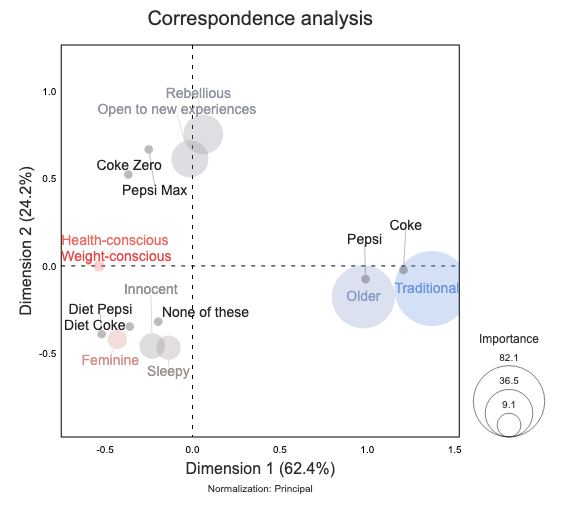 Correspondence analysis
Rebellious
Open to new experiences
Coke Zero
Pepsi Max
Health-conscious
Weight-conscious
Coke
Pepsi
Older
Traditional
Innocent
Diet Pepsi
None of these
Diet Coke
Feminine
Sleepy
Dimension 2 (24.2%)
1.0
0.5
0.0
-0.5
-0.5
0.0
0.5
1.0
1.5
Dimension 1 (62.4%)
Normalization: Principal
Importance
82.1
36.5
9.1